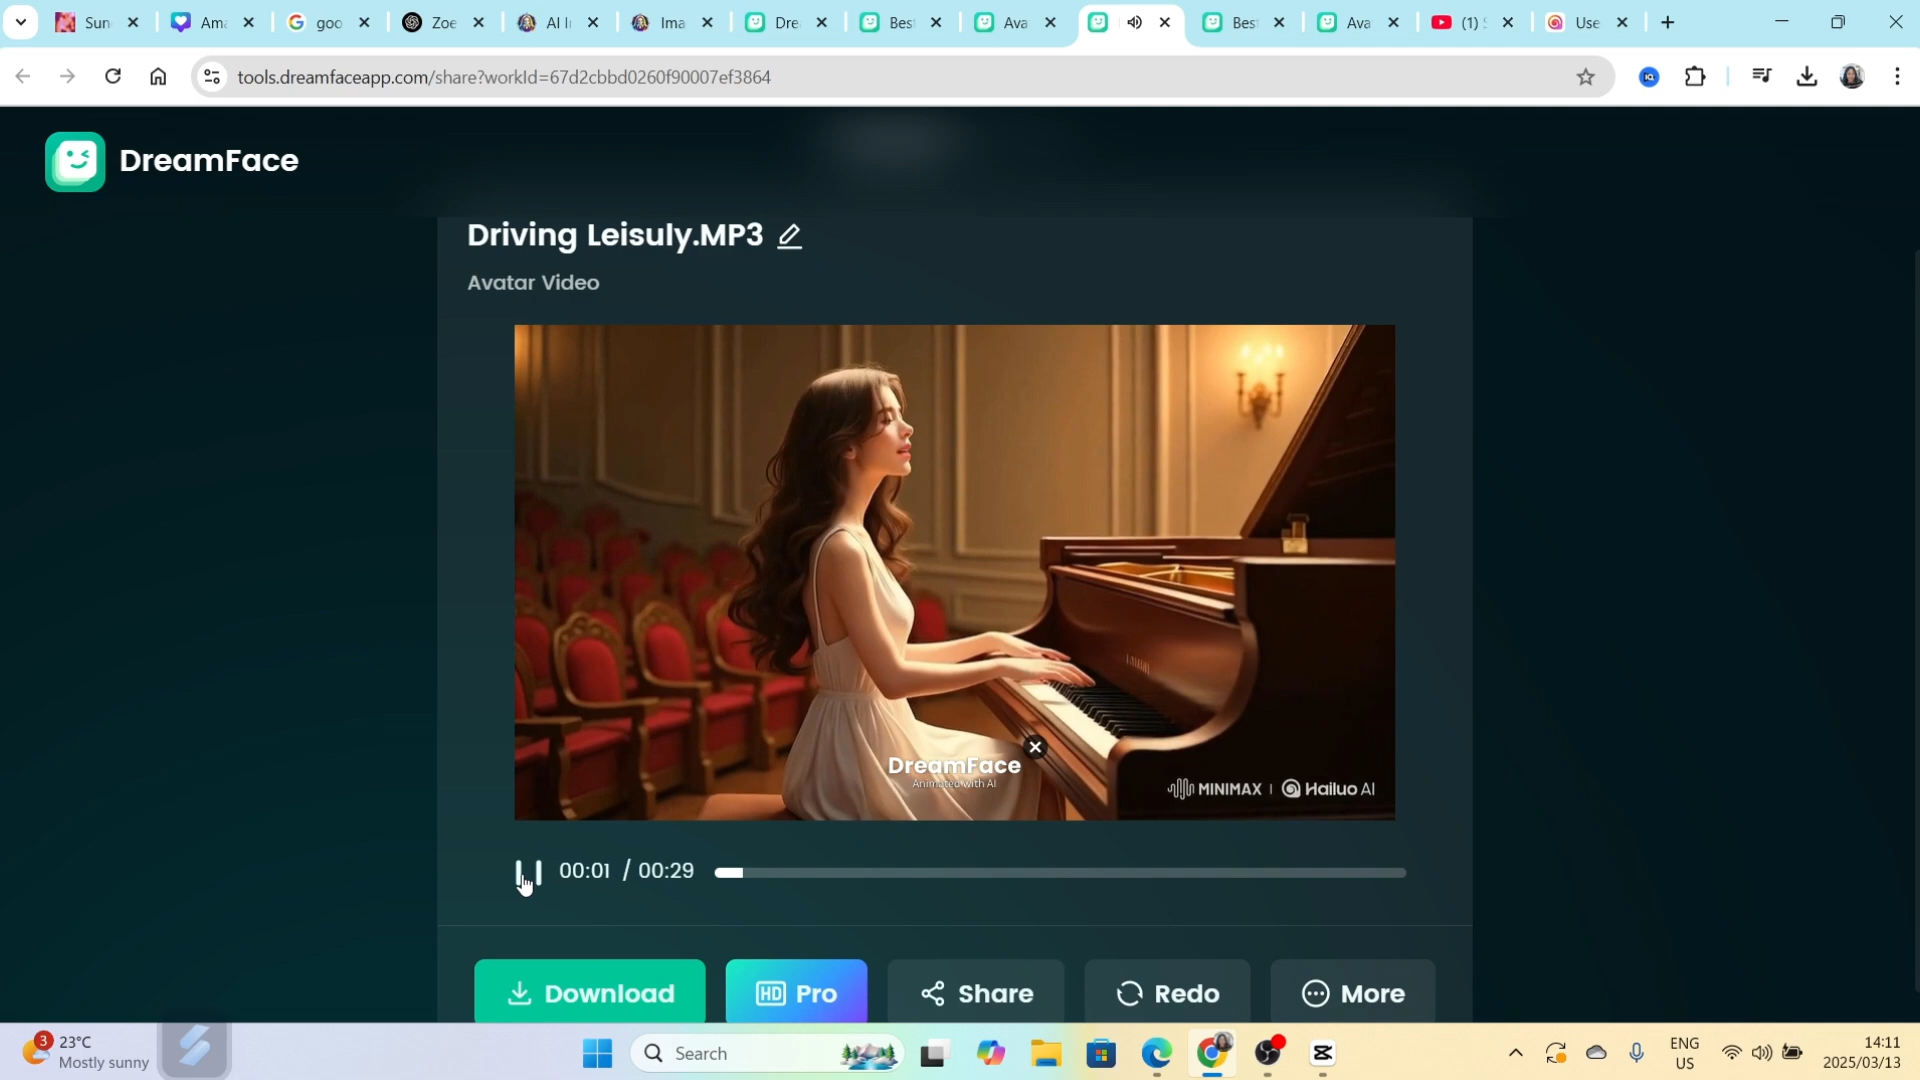 Sun
Ama
goo
Zoe
AI I
Ima
Dre
Bes
Ava
Bes
Ava
(1)
Use
tools.dreamfaceapp.com/share?workId=67d2cbbd0260f90007ef3864
DreamFace
Driving Leisuly.MP3
Avatar Video
DreamFace
Animated with AI
MINIMAX | Hailuo AI
00:01 / 00:29
Download
HD Pro
Share
Redo
More
3
23°C
Mostly sunny
Search
ENG
US
14:11
2025/03/13